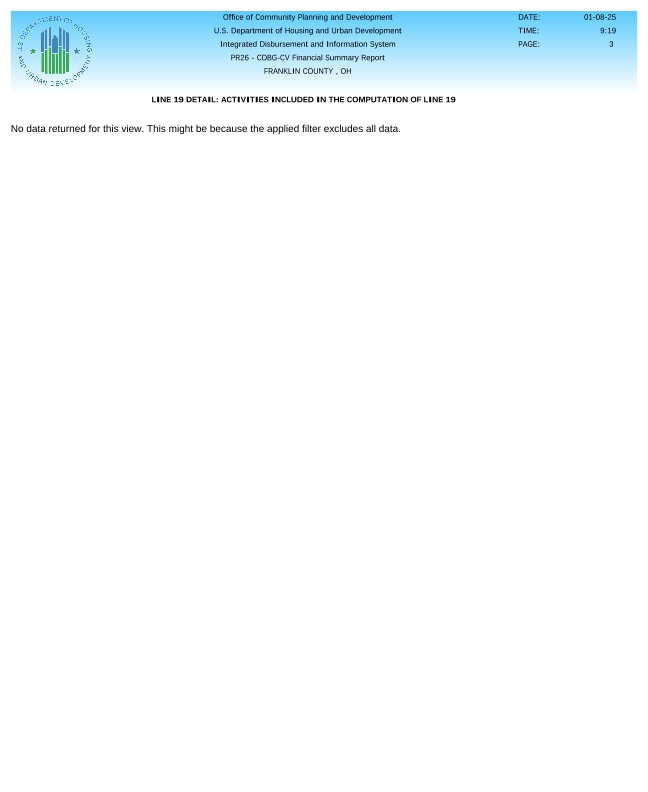 U.S. DEPARTMENT OF HOUSING
AND URBAN DEVELOPMENT
Office of Community Planning and Development
U.S. Department of Housing and Urban Development
Integrated Disbursement and Information System
PR26 - CDBG-CV Financial Summary Report
FRANKLIN COUNTY , OH
DATE: 01-08-25
TIME: 9:19
PAGE: 3
LINE 19 DETAIL: ACTIVITIES INCLUDED IN THE COMPUTATION OF LINE 19
No data returned for this view. This might be because the applied filter excludes all data.